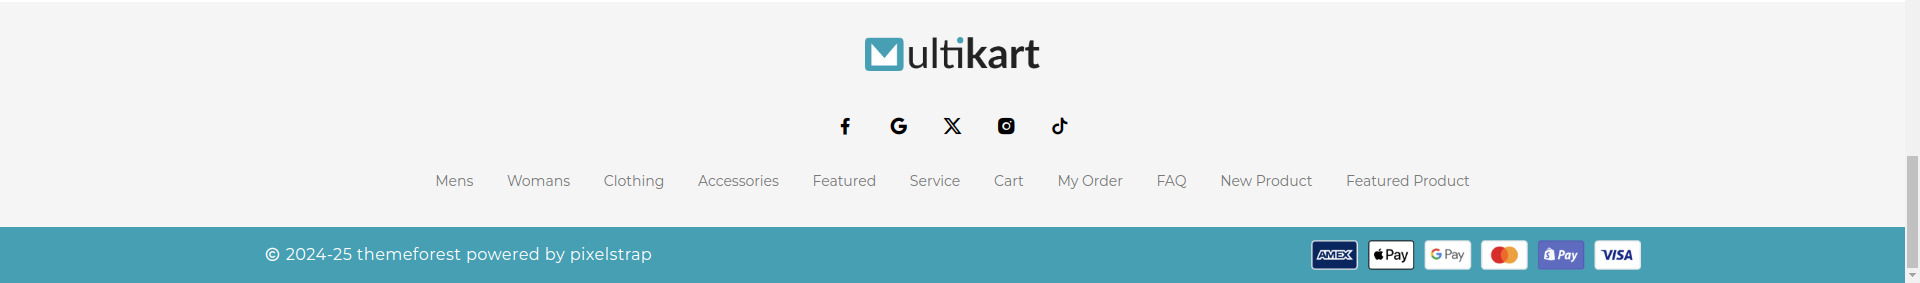 Multikart
Mens Womans Clothing Accessories Featured Service Cart My Order FAQ New Product Featured Product
© 2024-25 themeforest powered by pixelstrap AMEX Pay G Pay Pay VISA